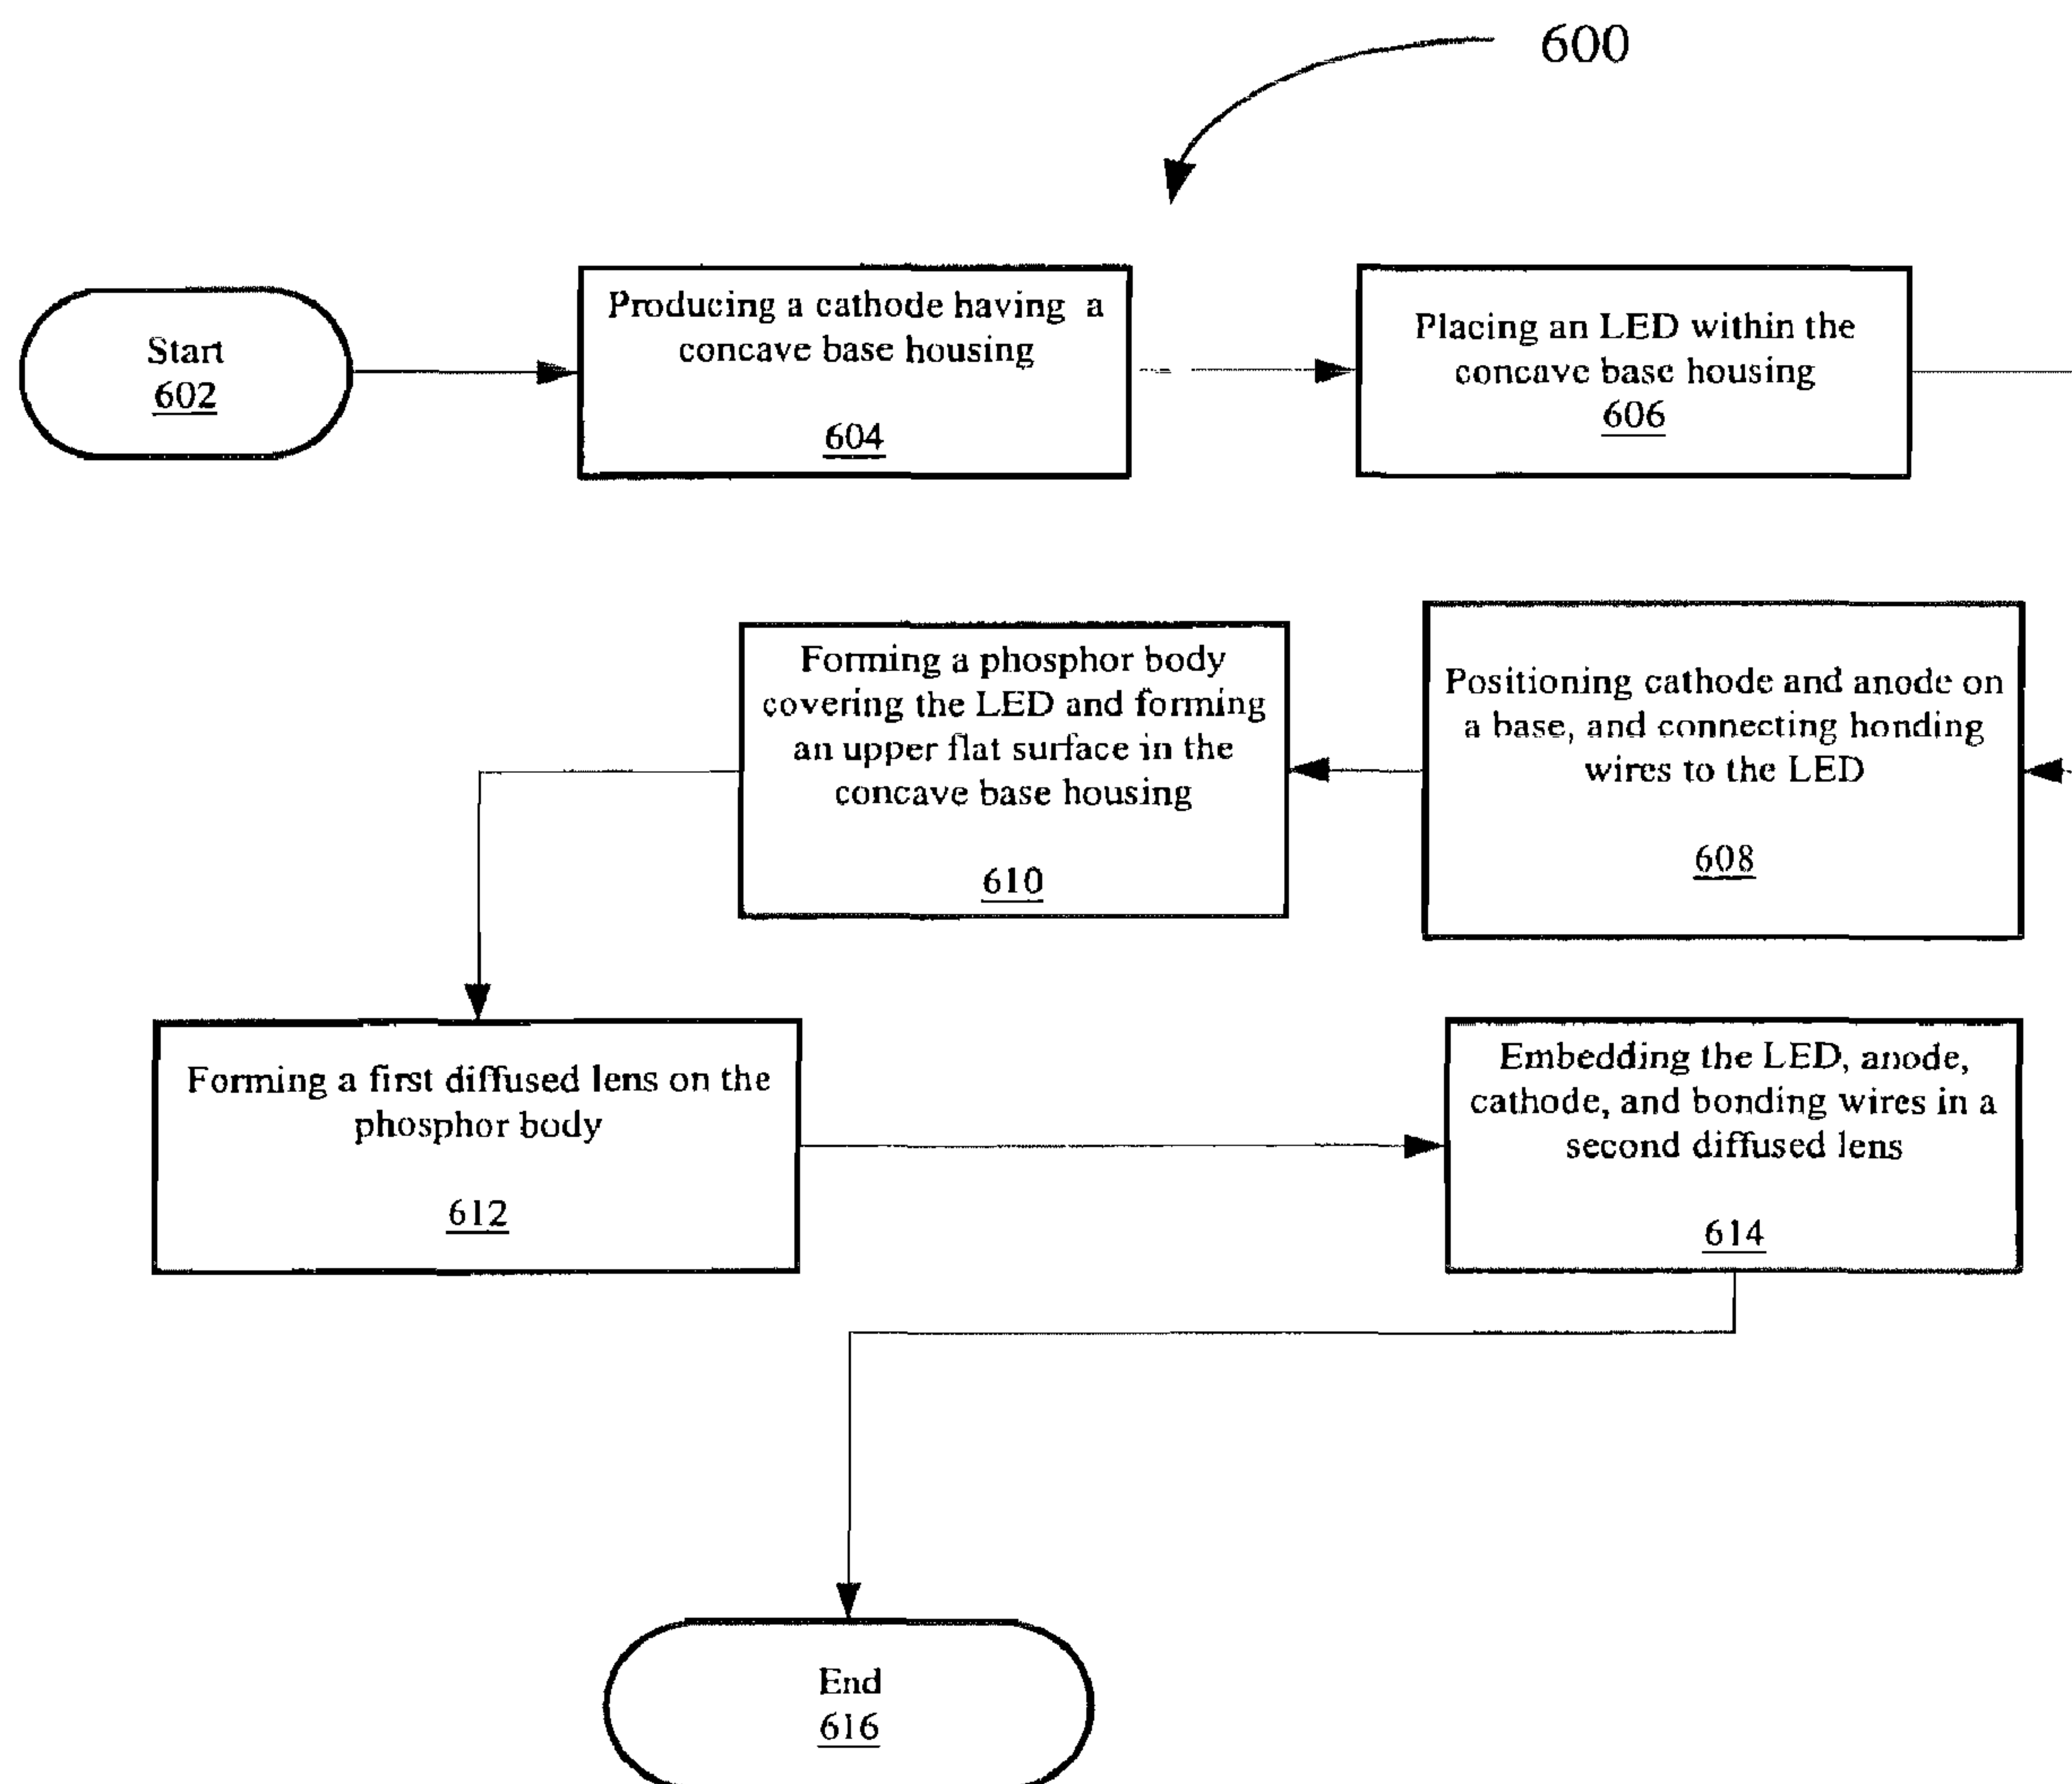 600
Start
602
Producing a cathode having a
concave base housing
604
Placing an LED within the
concave base housing
606
Positioning cathode and anode on
a base, and connecting honding
wires to the LED
608
Forming a phosphor body
covering the LED and forming
an upper flat surface in the
concave base housing
610
Forming a first diffused lens on the
phosphor body
612
Embedding the LED, anode,
cathode, and bonding wires in a
second diffused lens
614
End
616